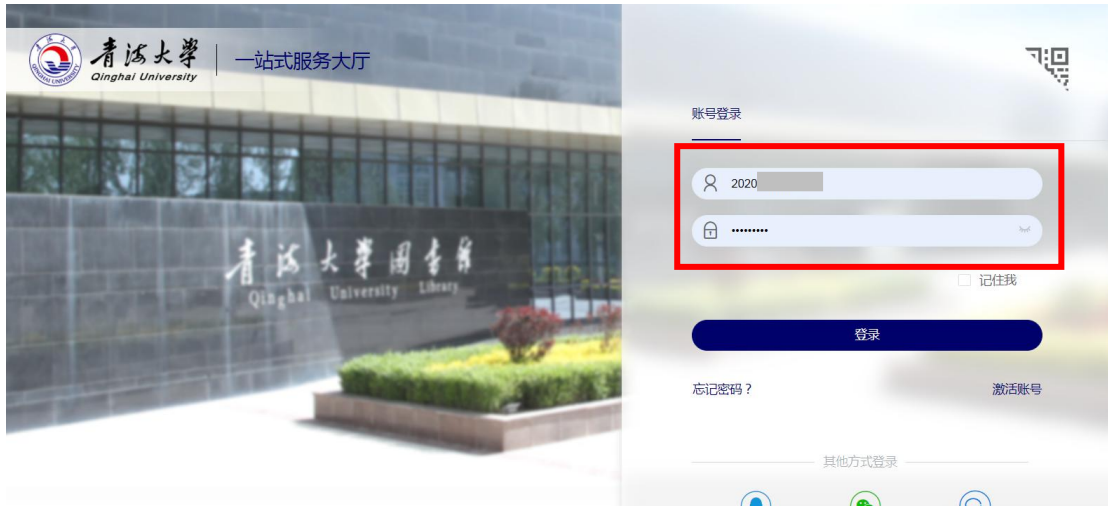 青海大学
Qinghai University
一站式服务大厅
青海大学图书馆
Qinghai University Library
账号登录
2020
•••••••••
记住我
登录
忘记密码？
激活账号
其他方式登录